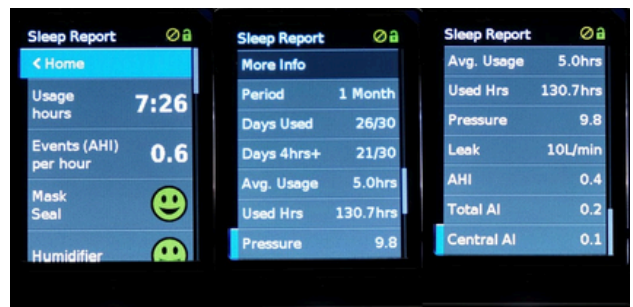 Sleep Report
< Home
Usage
hours
7:26
Events (AHI)
per hour
0.6
Mask
Seal
Humidifier
Sleep Report
More Info
Period 1 Month
Days Used 26/30
Days 4hrs+ 21/30
Avg. Usage 5.0hrs
Used Hrs 130.7hrs
Pressure 9.8
Sleep Report
Avg. Usage 5.0hrs
Used Hrs 130.7hrs
Pressure 9.8
Leak 10L/min
AHI 0.4
Total AI 0.2
Central AI 0.1